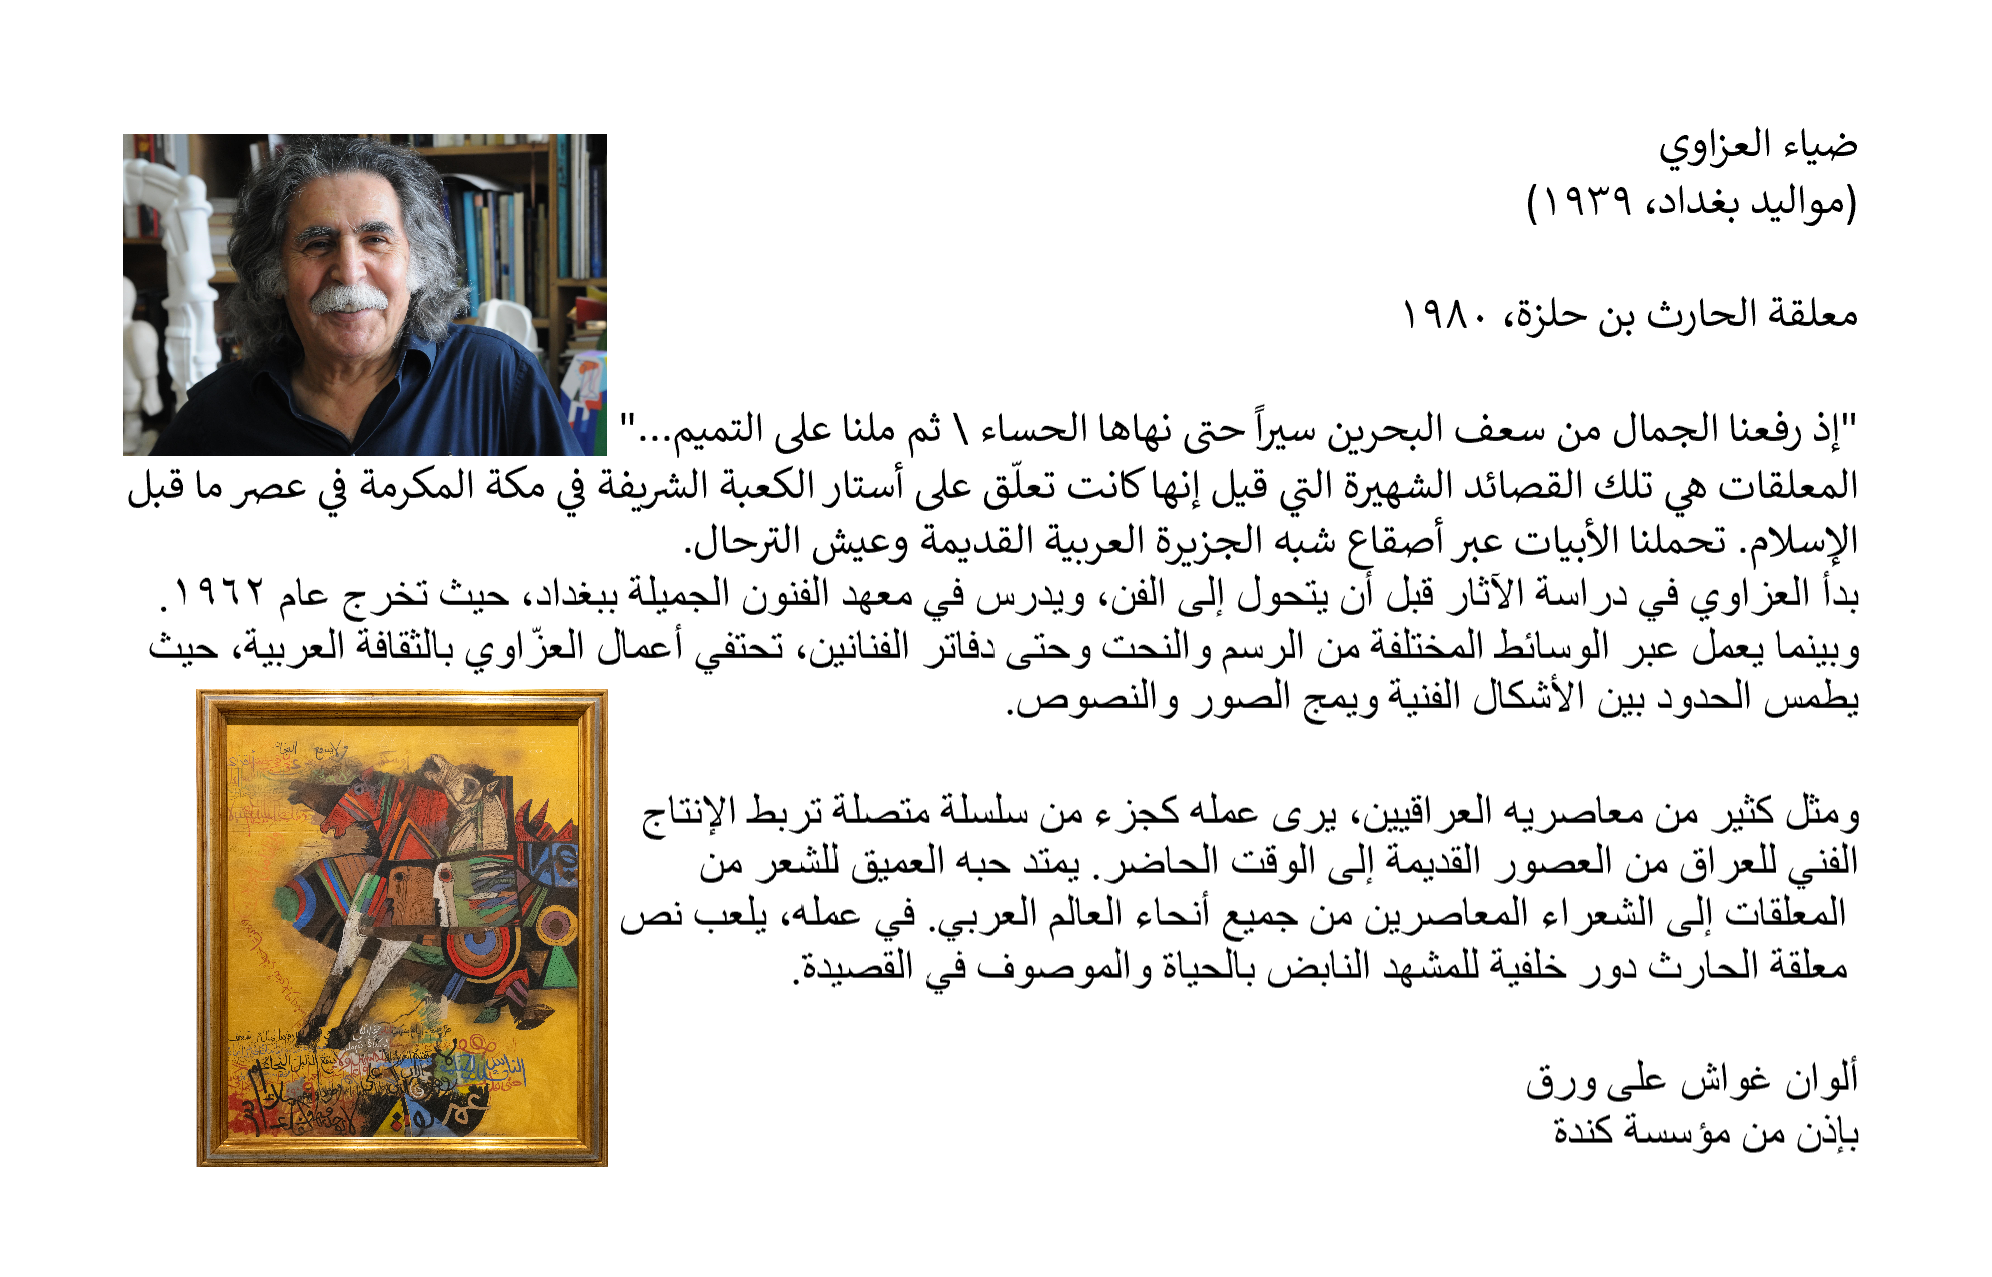 ضياء العزاوي
(مواليد بغداد، ١٩٣٩)
معلقة الحارث بن حلزة، ١٩٨٠
"إذ رفعنا الجمال من سعف البحرين سيراً حتى نهاها الحساء \ ثم ملنا على التميم..."
المعلقات هي تلك القصائد الشهيرة التي قيل إنها كانت تعلّق على أستار الكعبة الشريفة في مكة المكرمة في عصر ما قبل
الإسلام. تحملنا الأبيات عبر أصقاع شبه الجزيرة العربية القديمة وعيش الترحال.
بدأ العزاوي في دراسة الآثار قبل أن يتحول إلى الفن، ويدرس في معهد الفنون الجميلة ببغداد، حيث تخرج عام ١٩٦٢.
وبينما يعمل عبر الوسائط المختلفة من الرسم والنحت وحتى دفاتر الفنانين، تحتفي أعمال العزّاوي بالثقافة العربية، حيث
يطمس الحدود بين الأشكال الفنية ويمج الصور والنصوص.
ومثل كثير من معاصريه العراقيين، يرى عمله كجزء من سلسلة متصلة تربط الإنتاج
الفني للعراق من العصور القديمة إلى الوقت الحاضر. يمتد حبه العميق للشعر من
المعلقات إلى الشعراء المعاصرين من جميع أنحاء العالم العربي. في عمله، يلعب نص
معلقة الحارث دور خلفية للمشهد النابض بالحياة والموصوف في القصيدة.
ألوان غواش على ورق
بإذن من مؤسسة كندة